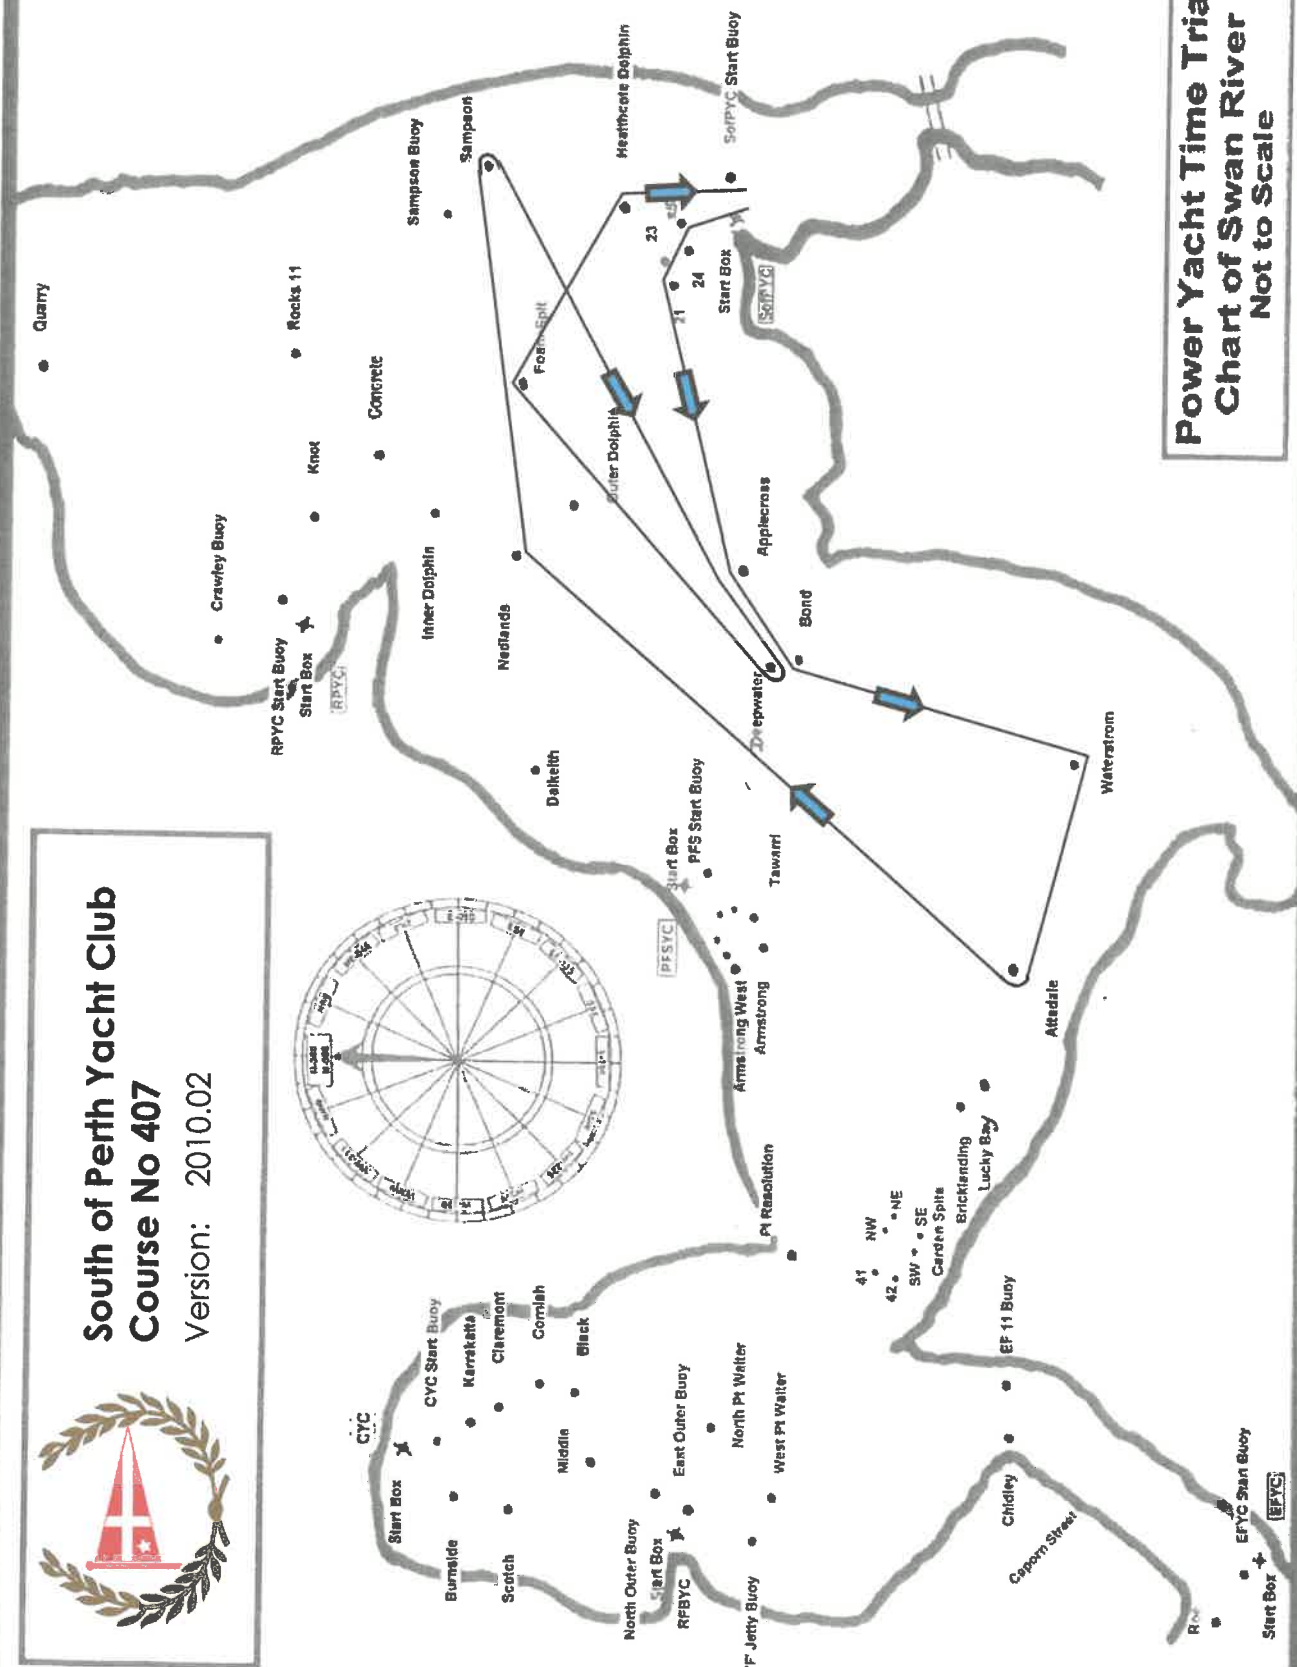 South of Perth Yacht Club
Course No 407
Version: 2010.02
Quarry
Crawley Buoy
Rocks 11
Knot
Concrete
RPYC Start Buoy
Start Box
RPYC
Inner Dolphin
Sampson Buoy
Sampson
Heathcote Dolphin
SofPYC Start Buoy
Nedlands
Foam Spit
Outer Dolphin
23
21
24
Start Box
SofPYC
Dalkeith
Applecross
Bond
Deepwater
Start Box
PFS Start Buoy
PFSYC
Tawarri
Armstrong West
Armstrong
Waterstrom
Attadale
Pt Resolution
CYC
Start Box
CYC Start Buoy
Karrakatta
Claremont
Cornish
Black
Middle
Burnside
Scotch
North Outer Buoy
Start Box
RFBYC
East Outer Buoy
North Pt Walter
West Pt Walter
Jetty Buoy
41
NW
NE
42
SW
SE
Garden Spits
Bricklanding
Lucky Bay
EF 11 Buoy
Chidley
Caporn Street
EFYC Start Buoy
EFYC
Start Box
Power Yacht Time Tria
Chart of Swan River
Not to Scale